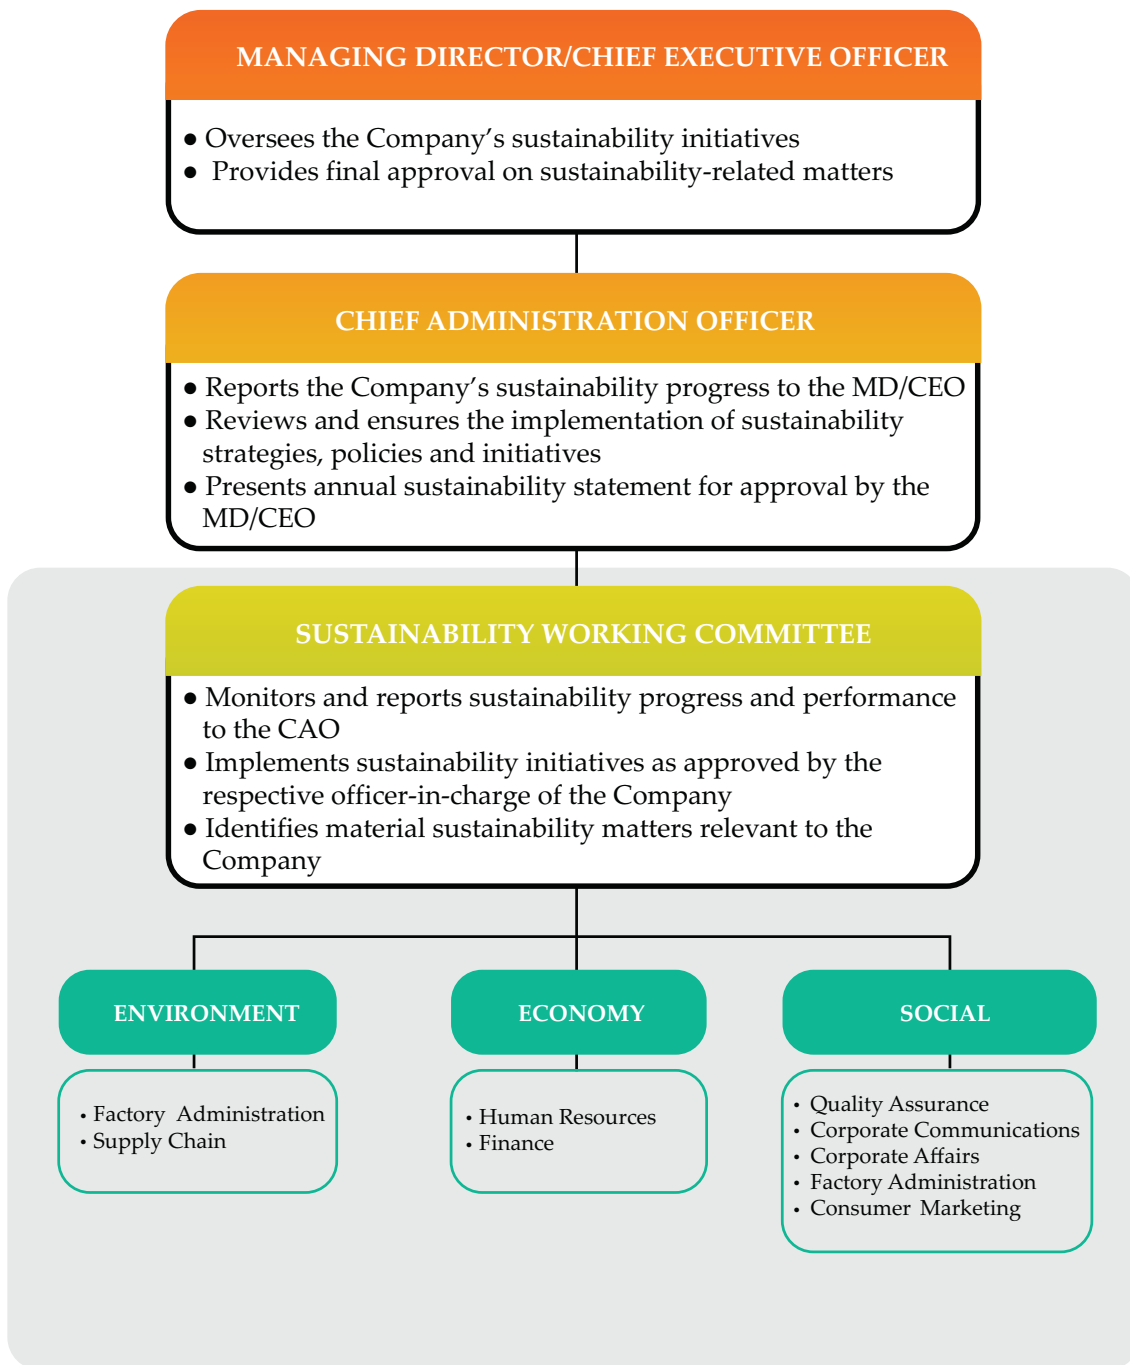 MANAGING DIRECTOR/CHIEF EXECUTIVE OFFICER
● Oversees the Company’s sustainability initiatives
● Provides final approval on sustainability-related matters
CHIEF ADMINISTRATION OFFICER
● Reports the Company’s sustainability progress to the MD/CEO
● Reviews and ensures the implementation of sustainability
strategies, policies and initiatives
● Presents annual sustainability statement for approval by the
MD/CEO
SUSTAINABILITY WORKING COMMITTEE
● Monitors and reports sustainability progress and performance
to the CAO
● Implements sustainability initiatives as approved by the
respective officer-in-charge of the Company
● Identifies material sustainability matters relevant to the
Company
ENVIRONMENT
• Factory Administration
• Supply Chain
ECONOMY
• Human Resources
• Finance
SOCIAL
• Quality Assurance
• Corporate Communications
• Corporate Affairs
• Factory Administration
• Consumer Marketing